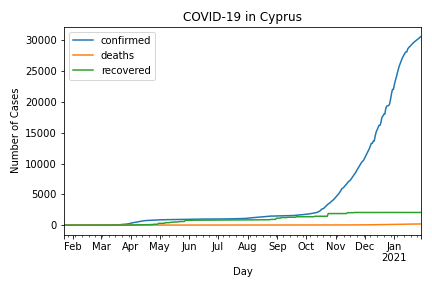 COVID-19 in Cyprus
confirmed
deaths
recovered
30000
25000
20000
15000
10000
5000
0
Number of Cases
Feb Mar Apr May Jun Jul Aug Sep Oct Nov Dec Jan
2021
Day